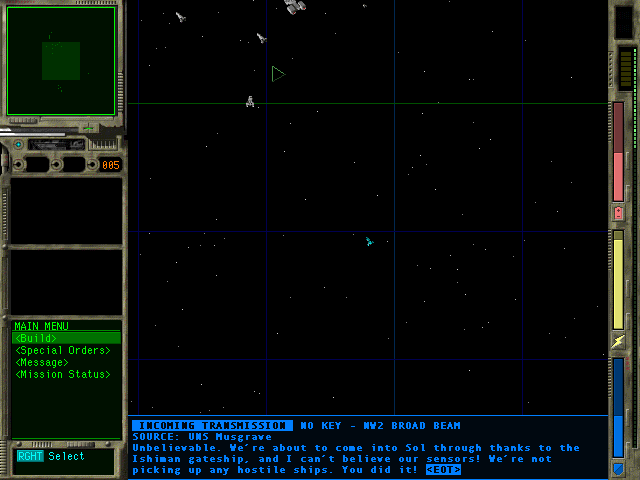 005
MAIN MENU
<Build>
<Special Orders>
<Message>
<Mission Status>
RGHT Select
INCOMING TRANSMISSION NO KEY - NW2 BROAD BEAM
SOURCE: UNS Musgrave
Unbelievable. We're about to come into Sol through thanks to the
Ishiman gateship, and I can't believe our sensors! We're not
picking up any hostile ships. You did it! <EOT>